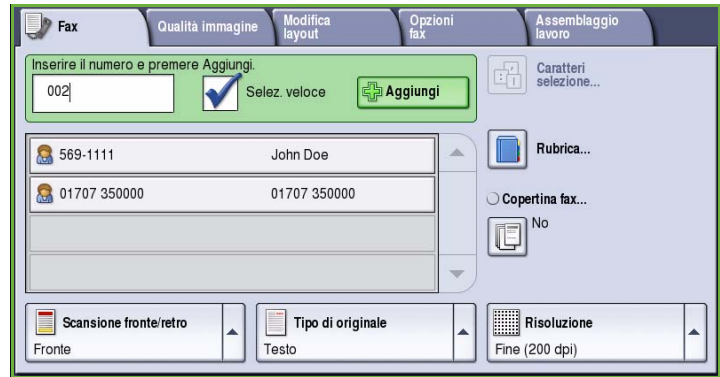 Fax
Qualità immagine
Modifica
layout
Opzioni
fax
Assemblaggio
lavoro
Inserire il numero e premere Aggiungi.
002
Selez. veloce
Aggiungi
Caratteri
selezione...
569-1111 John Doe
Rubrica...
01707 350000 01707 350000
Copertina fax...
No
Scansione fronte/retro
Fronte
Tipo di originale
Testo
Risoluzione
Fine (200 dpi)